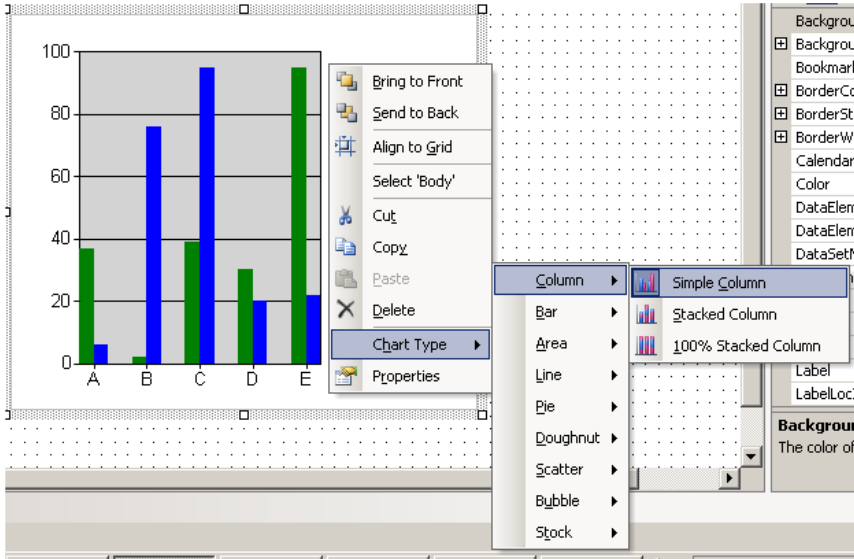 100
80
60
40
20
0
A B C D E
Bring to Front
Send to Back
Align to Grid
Select 'Body'
Cut
Copy
Paste
Delete
Chart Type
Properties
Column
Bar
Area
Line
Pie
Doughnut
Scatter
Bubble
Stock
Simple Column
Stacked Column
100% Stacked Column
Backgrou
Backgrou
Bookmar
BorderCo
BorderSt
BorderW
Calendar
Color
DataElem
DataElem
DataSetN
Label
LabelLoc
Backgroun
The color of